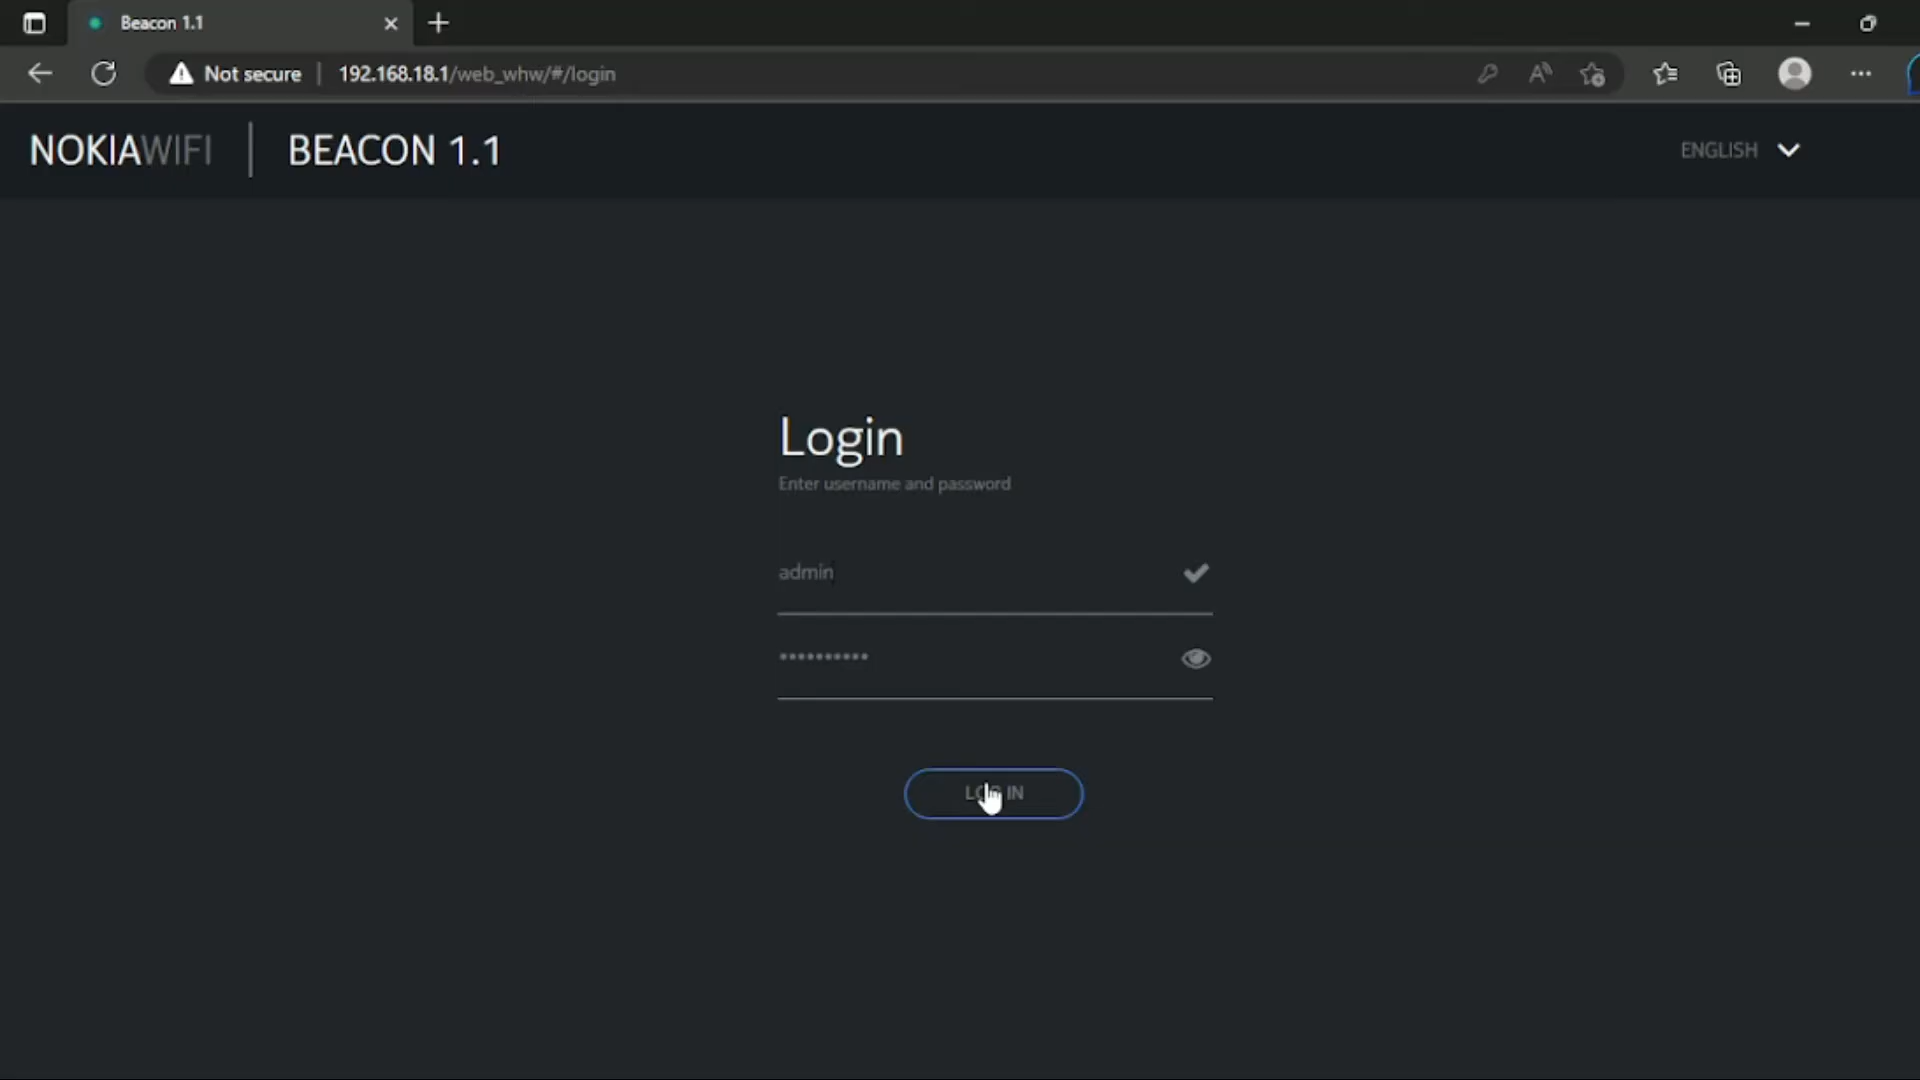 Beacon 1.1
Not secure | 192.168.18.1/web_whw/#/login
NOKIAWIFI | BEACON 1.1
ENGLISH
Login
Enter username and password
admin
••••••••••
LOG IN